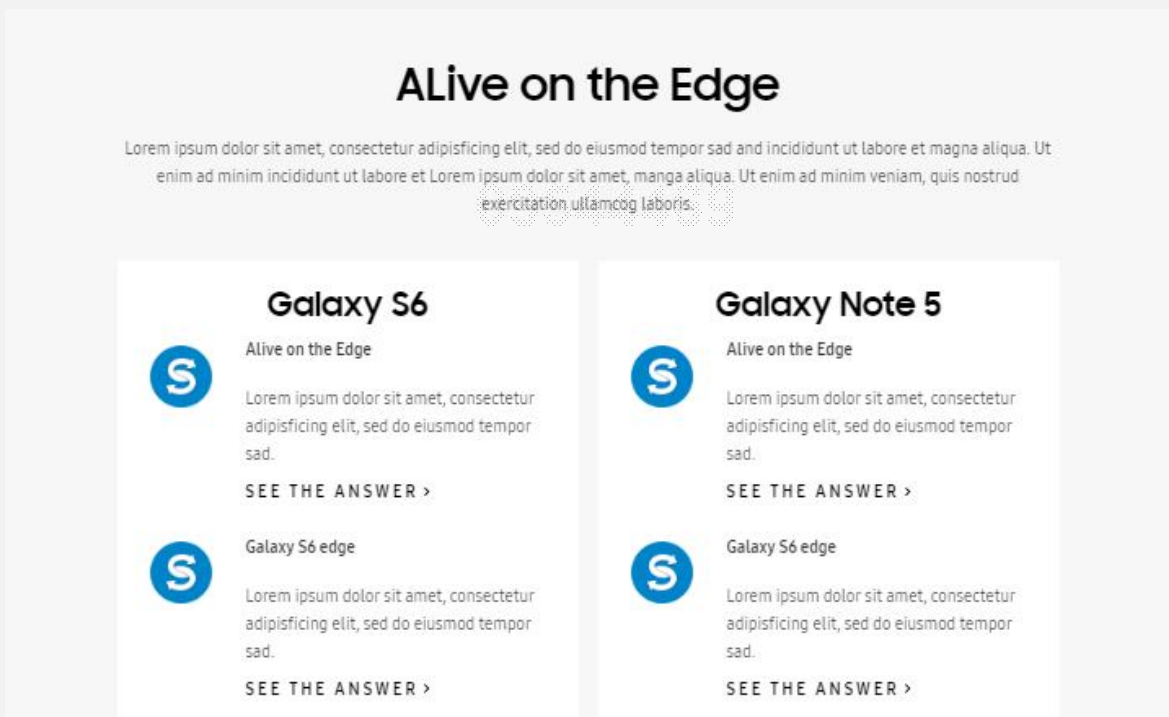 ALive on the Edge
Lorem ipsum dolor sit amet, consectetur adipisficing elit, sed do eiusmod tempor sad and incididunt ut labore et magna aliqua. Ut
enim ad minim incididunt ut labore et Lorem ipsum dolor sit amet, manga aliqua. Ut enim ad minim veniam, quis nostrud
exercitation ullamcog laboris.
Galaxy S6
Alive on the Edge
Lorem ipsum dolor sit amet, consectetur
adipisficing elit, sed do eiusmod tempor
sad.
SEE THE ANSWER >
Galaxy S6 edge
Lorem ipsum dolor sit amet, consectetur
adipisficing elit, sed do eiusmod tempor
sad.
SEE THE ANSWER >
Galaxy Note 5
Alive on the Edge
Lorem ipsum dolor sit amet, consectetur
adipisficing elit, sed do eiusmod tempor
sad.
SEE THE ANSWER >
Galaxy S6 edge
Lorem ipsum dolor sit amet, consectetur
adipisficing elit, sed do eiusmod tempor
sad.
SEE THE ANSWER >